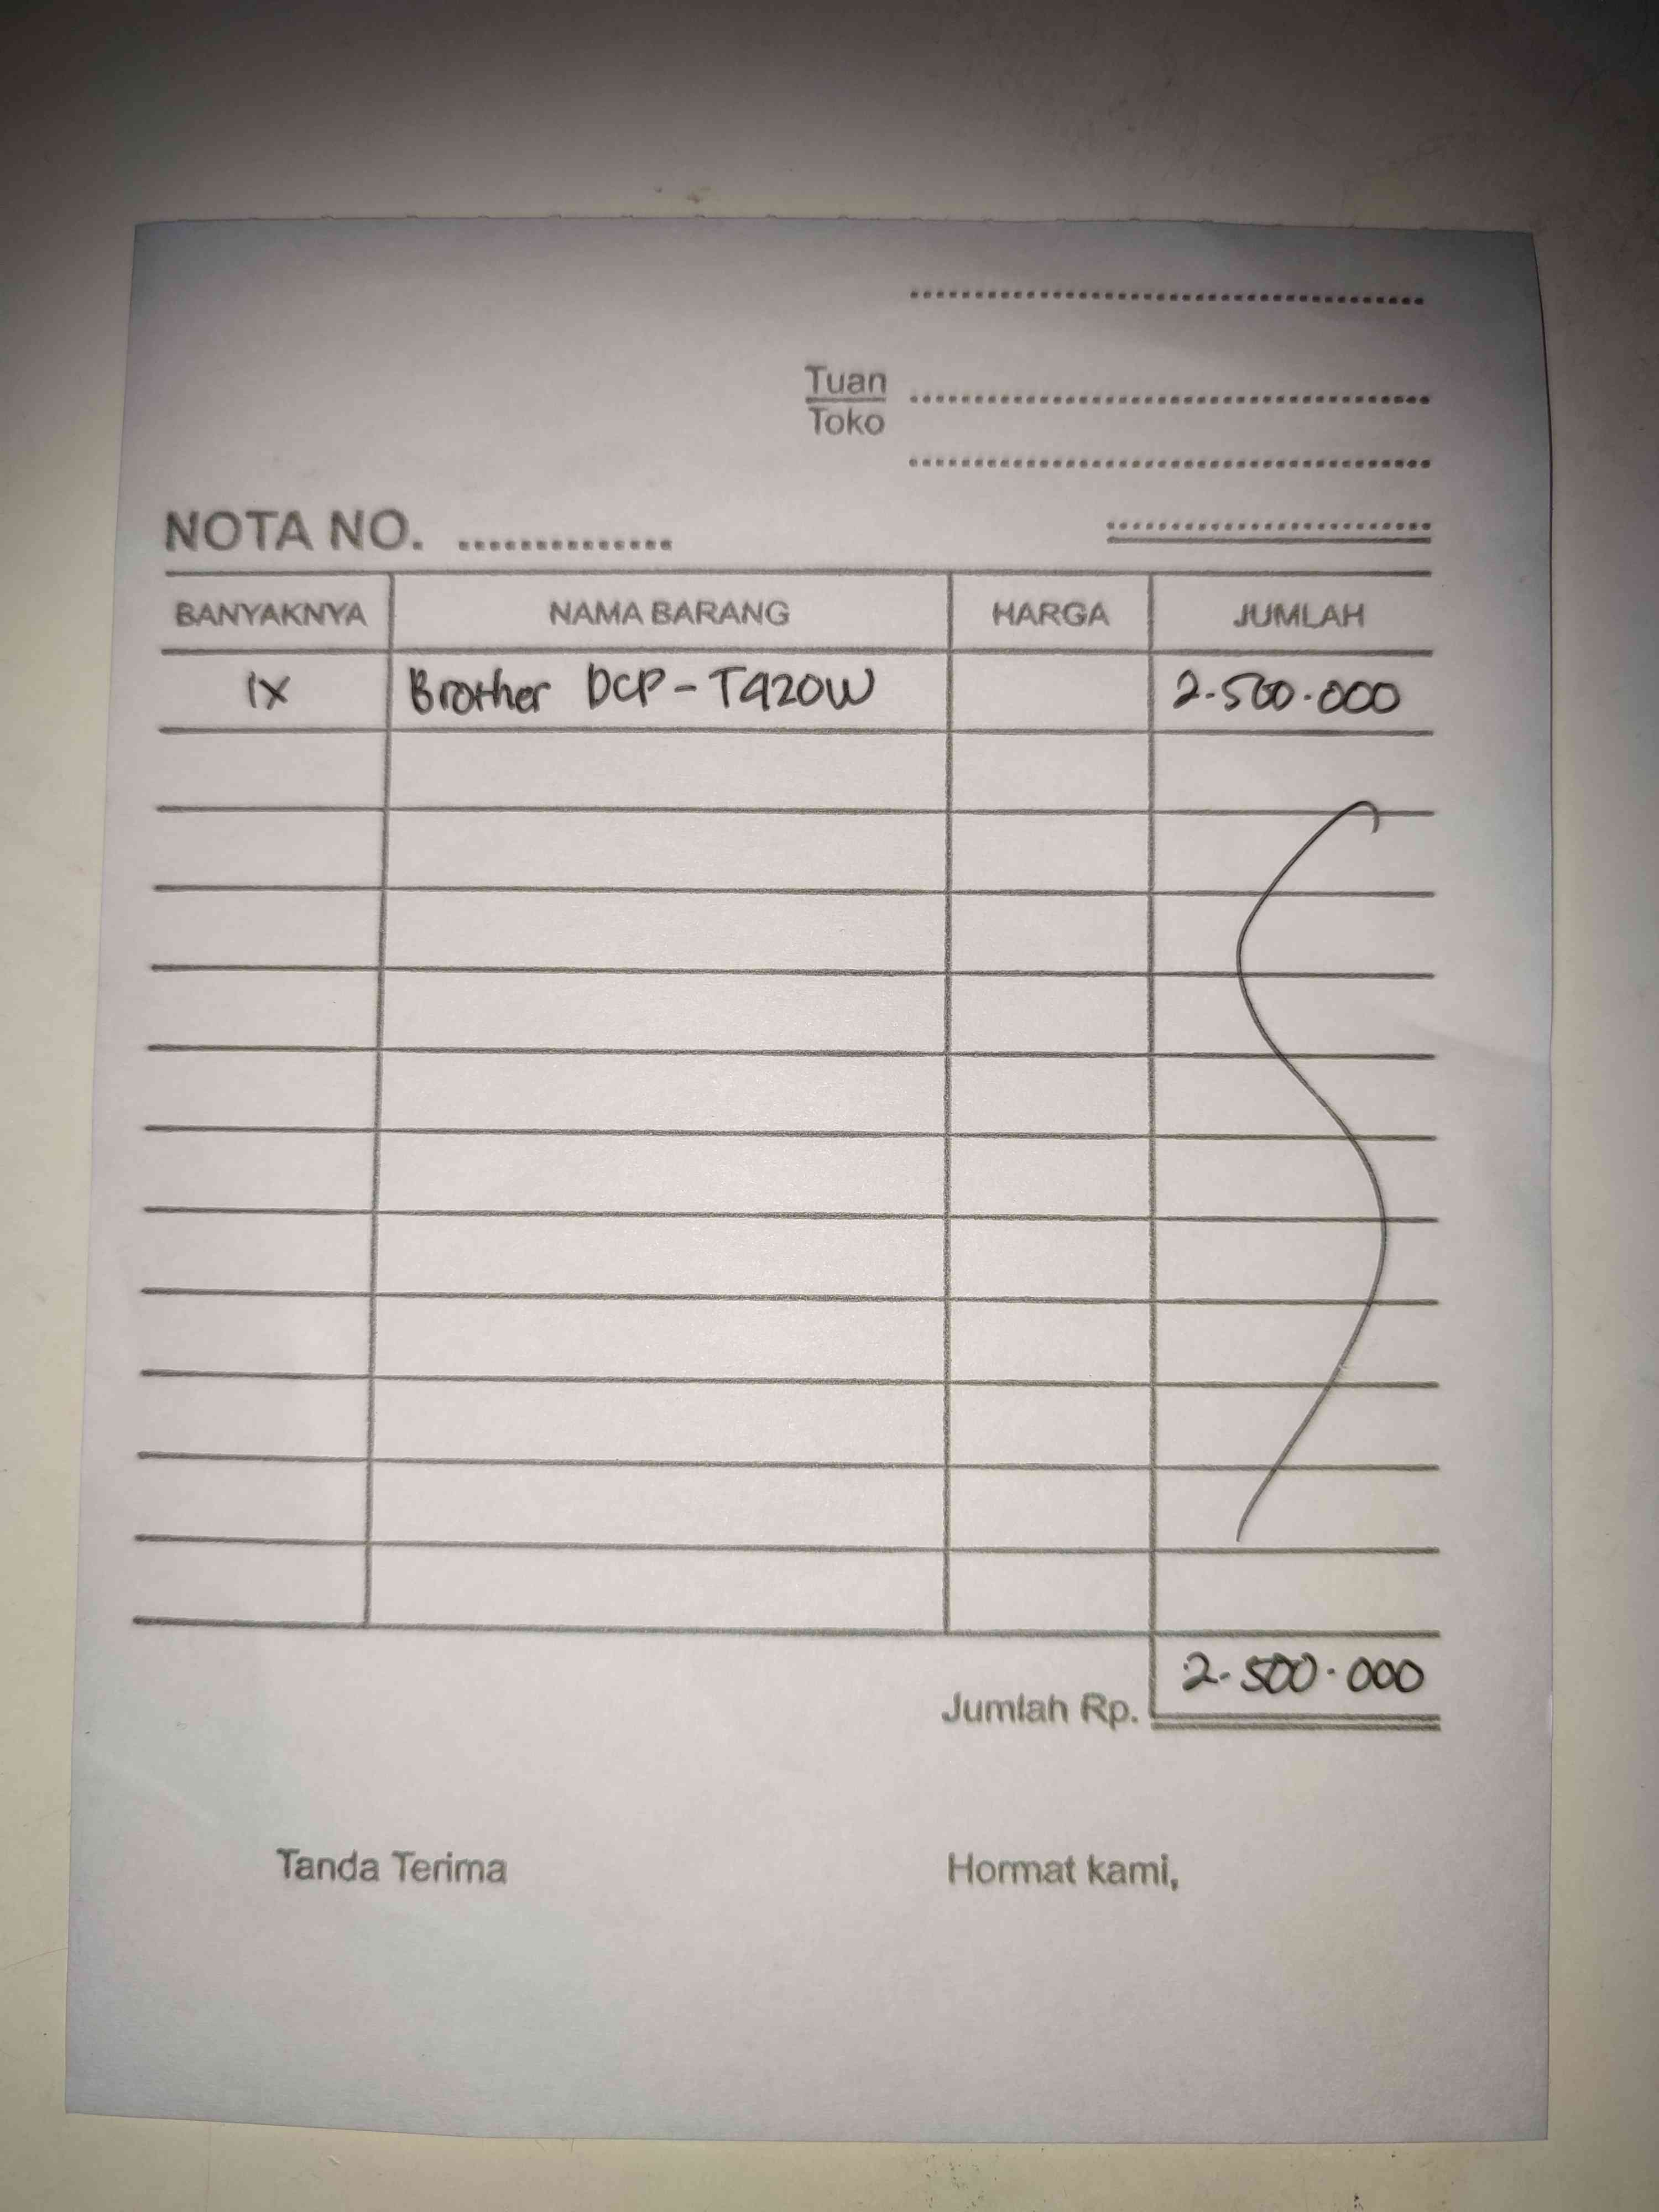 Tuan
Toko
NOTA NO. ...............
BANYAKNYA NAMA BARANG HARGA JUMLAH
1X Brother DCP-T420W 2.500.000
Jumlah Rp. 2.500.000
Tanda Terima Hormat kami,